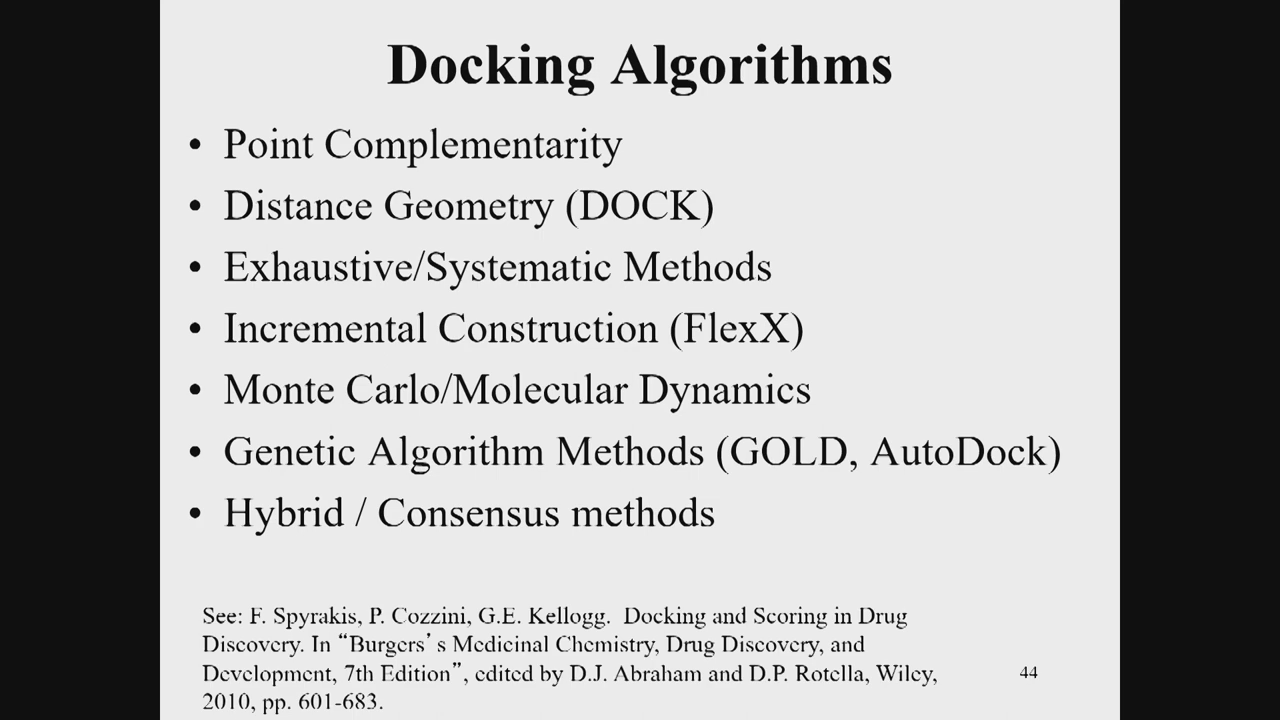 Docking Algorithms
• Point Complementarity
• Distance Geometry (DOCK)
• Exhaustive/Systematic Methods
• Incremental Construction (FlexX)
• Monte Carlo/Molecular Dynamics
• Genetic Algorithm Methods (GOLD, AutoDock)
• Hybrid / Consensus methods
See: F. Spyrakis, P. Cozzini, G.E. Kellogg. Docking and Scoring in Drug
Discovery. In “Burgers’ s Medicinal Chemistry, Drug Discovery, and
Development, 7th Edition”, edited by D.J. Abraham and D.P. Rotella, Wiley,
2010, pp. 601-683.
44